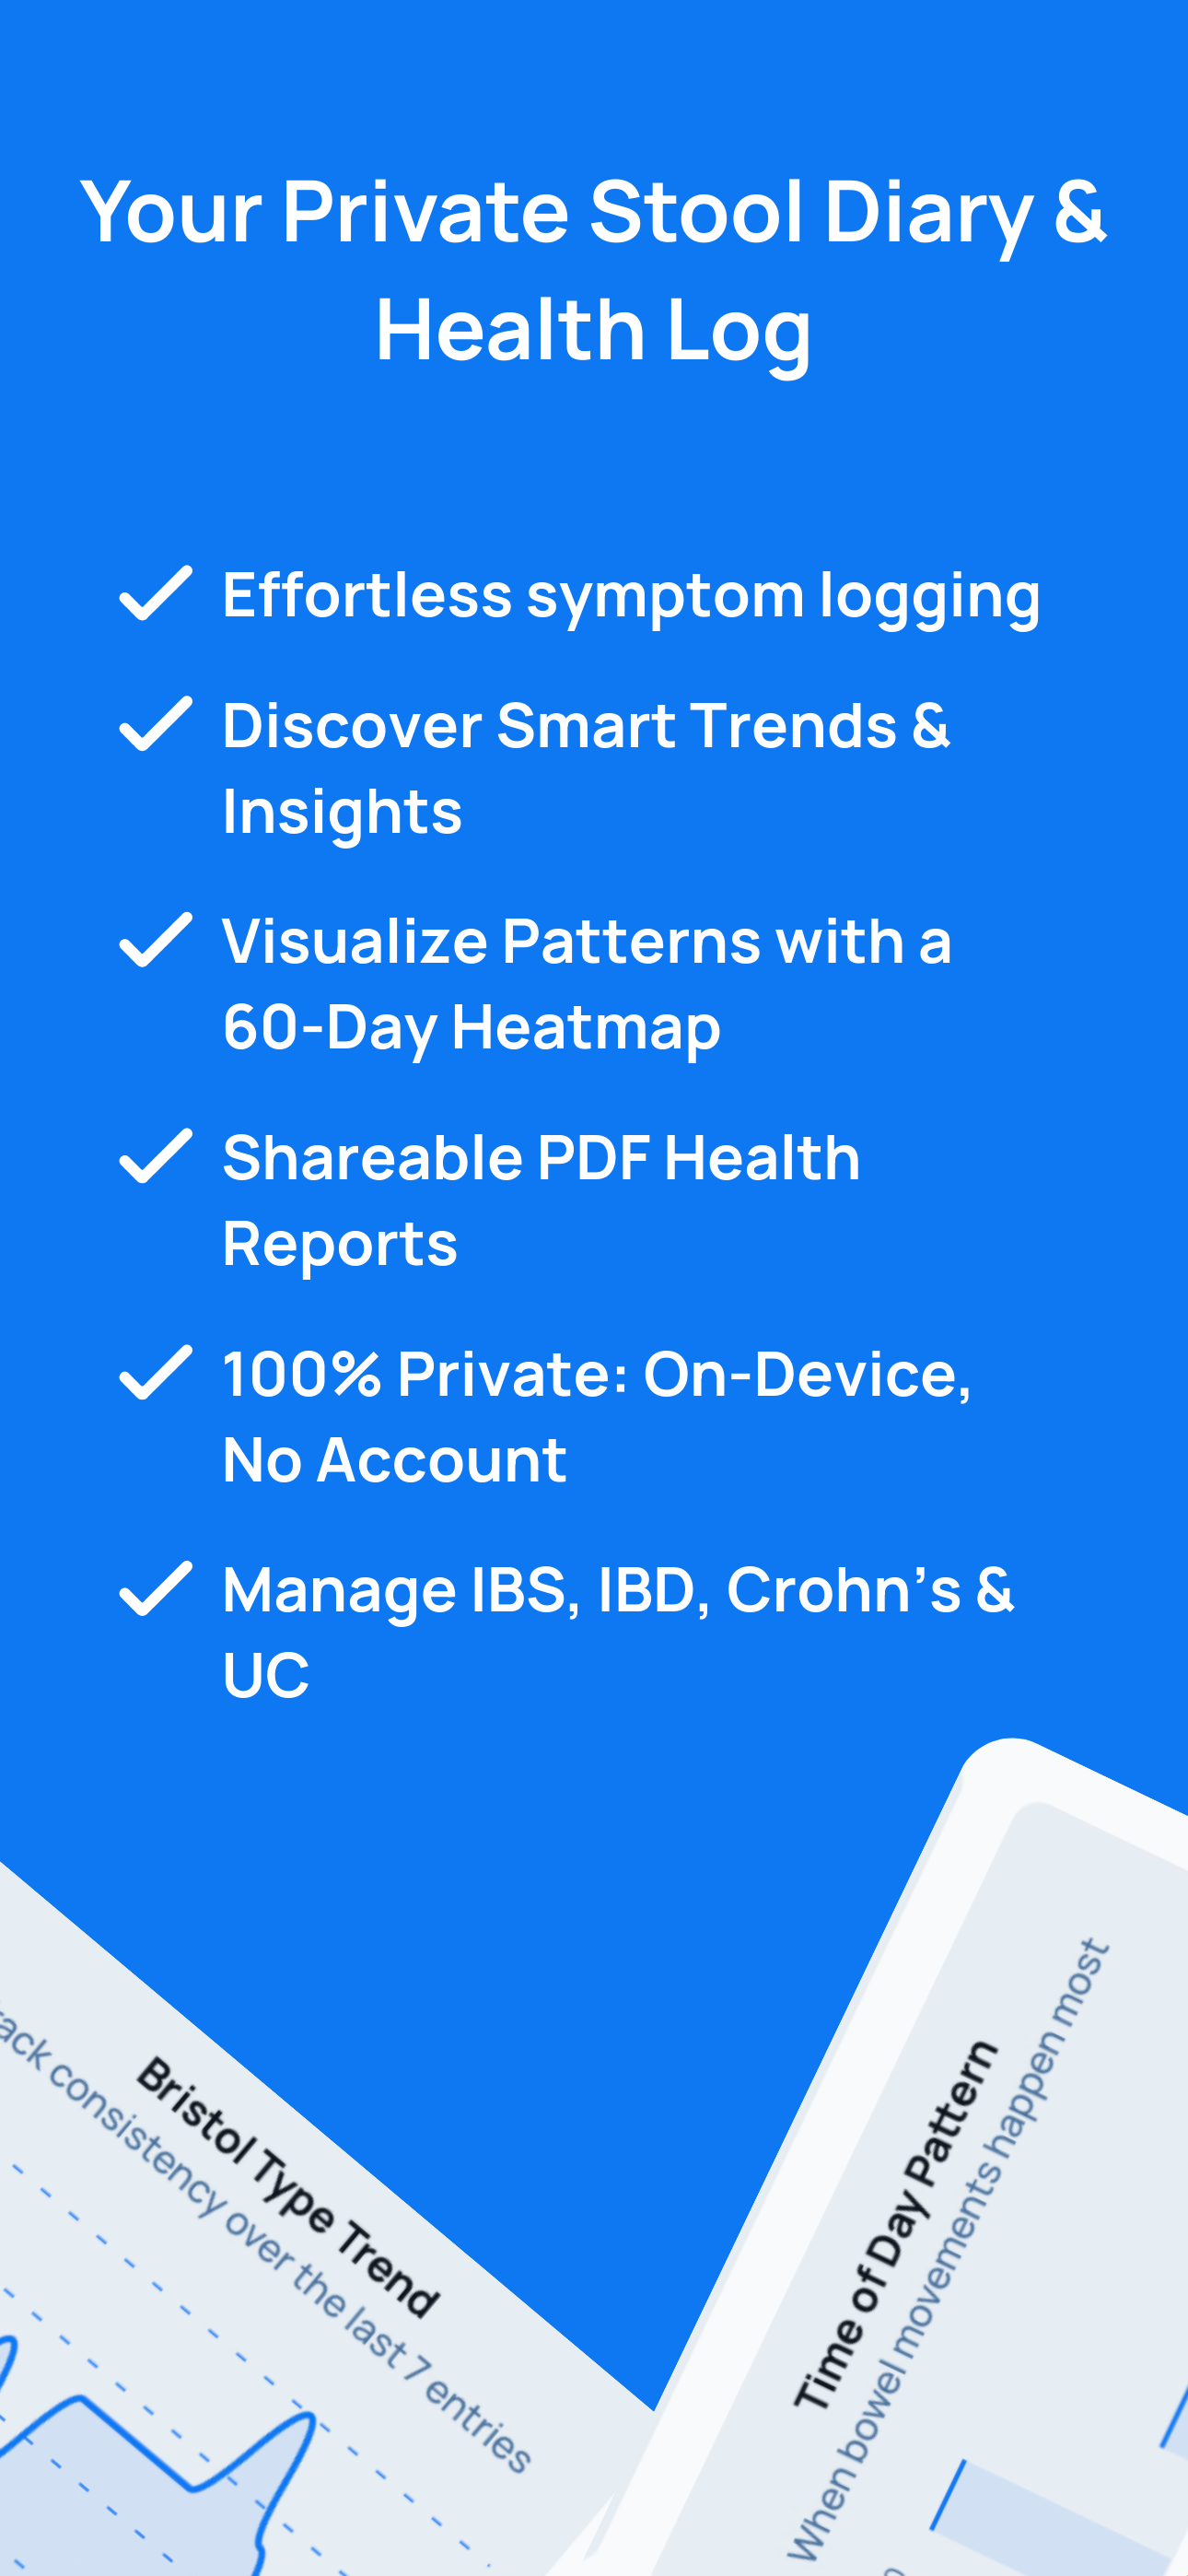 Your Private Stool Diary &
Health Log
Effortless symptom logging
Discover Smart Trends &
Insights
Visualize Patterns with a
60-Day Heatmap
Shareable PDF Health
Reports
100% Private: On-Device,
No Account
Manage IBS, IBD, Crohn’s &
UC
Bristol Type Trend
consistency over the last 7 entries
Time of Day Pattern
When bowel movements happen most